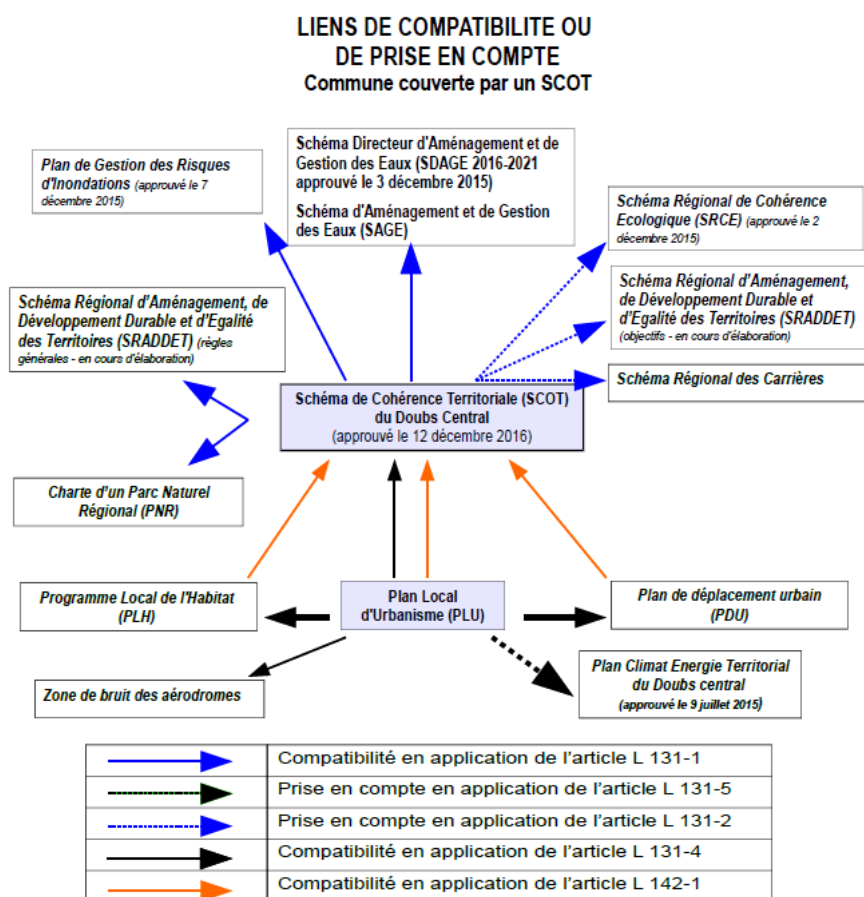 LIENS DE COMPATIBILITE OU
DE PRISE EN COMPTE
Commune couverte par un SCOT
Plan de Gestion des Risques
d'Inondations (approuvé le 7
décembre 2015)
Schéma Directeur d'Aménagement et de
Gestion des Eaux (SDAGE 2016-2021
approuvé le 3 décembre 2015)
Schéma d'Aménagement et de Gestion
des Eaux (SAGE)
Schéma Régional de Cohérence
Ecologique (SRCE) (approuvé le 2
décembre 2015)
Schéma Régional d'Aménagement, de
Développement Durable et d'Egalité
des Territoires (SRADDET) (règles
générales - en cours d'élaboration)
Schéma Régional d'Aménagement,
de Développement Durable et
d'Egalité des Territoires (SRADDET)
(objectifs - en cours d'élaboration)
Schéma Régional des Carrières
Schéma de Cohérence Territoriale (SCOT)
du Doubs Central
(approuvé le 12 décembre 2016)
Charte d'un Parc Naturel
Régional (PNR)
Programme Local de l'Habitat
(PLH)
Plan Local
d'Urbanisme (PLU)
Plan de déplacement urbain
(PDU)
Zone de bruit des aérodromes
Plan Climat Energie Territorial
du Doubs central
(approuvé le 9 juillet 2015)
Compatibilité en application de l'article L 131-1
Prise en compte en application de l'article L 131-5
Prise en compte en application de l'article L 131-2
Compatibilité en application de l'article L 131-4
Compatibilité en application de l'article L 142-1